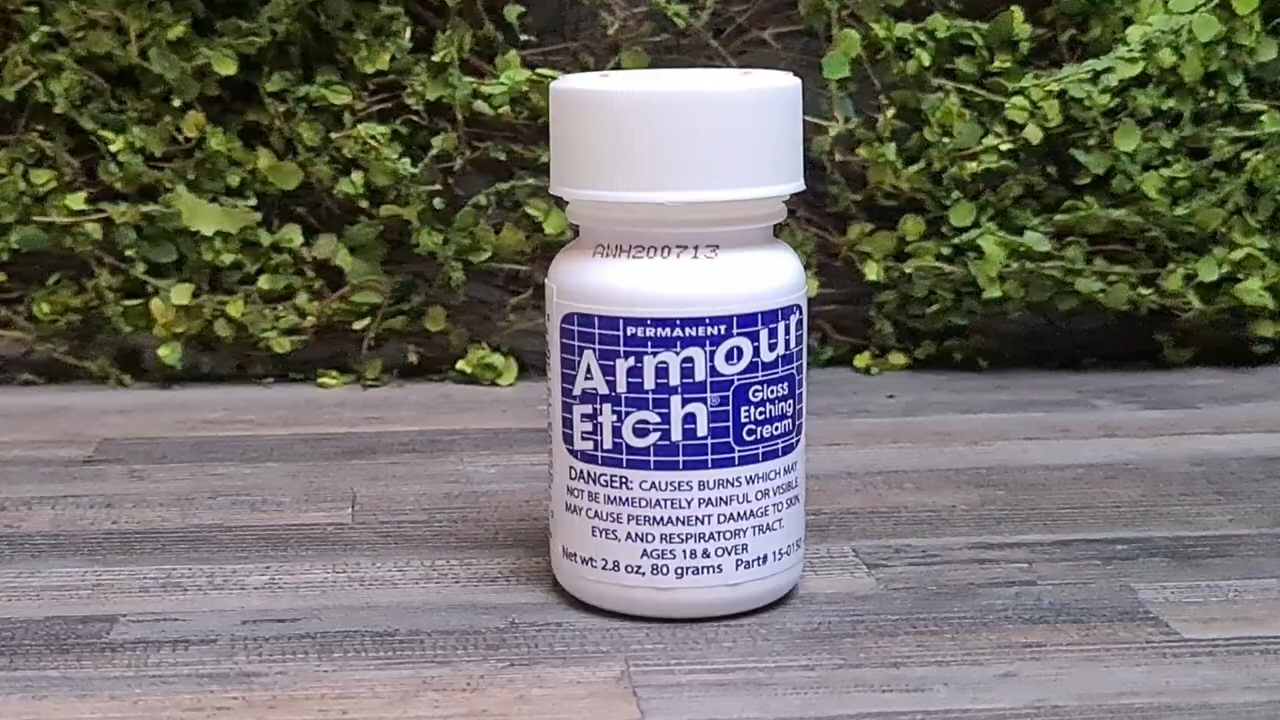 AWH200713
PERMANENT
Armour
Etch®
Glass
Etching
Cream
DANGER: CAUSES BURNS WHICH MAY
NOT BE IMMEDIATELY PAINFUL OR VISIBLE
MAY CAUSE PERMANENT DAMAGE TO SKIN,
EYES, AND RESPIRATORY TRACT.
AGES 18 & OVER
Net wt: 2.8 oz, 80 grams Part#